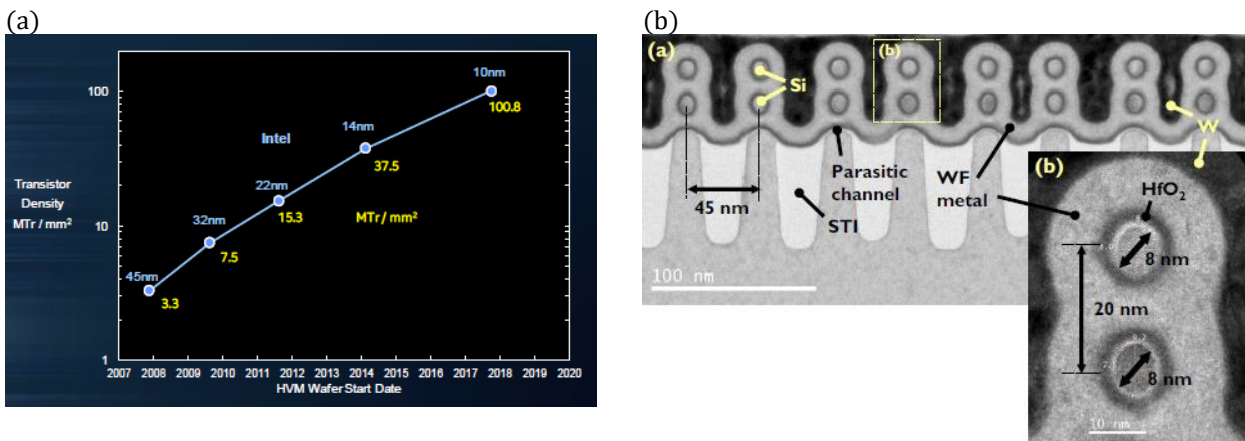 (a)
Transistor
Density
MTr / mm²
100
10
1
Intel
45nm
32nm
22nm
14nm
10nm
3.3
7.5
15.3
37.5
100.8
MTr / mm²
2007 2008 2009 2010 2011 2012 2013 2014 2015 2016 2017 2018 2019 2020
HVM Wafer Start Date
(b)
(a)
(b)
Si
W
Parasitic
channel
WF
metal
45 nm
STI
100 nm
(b)
HfO₂
8 nm
20 nm
8 nm
10 nm